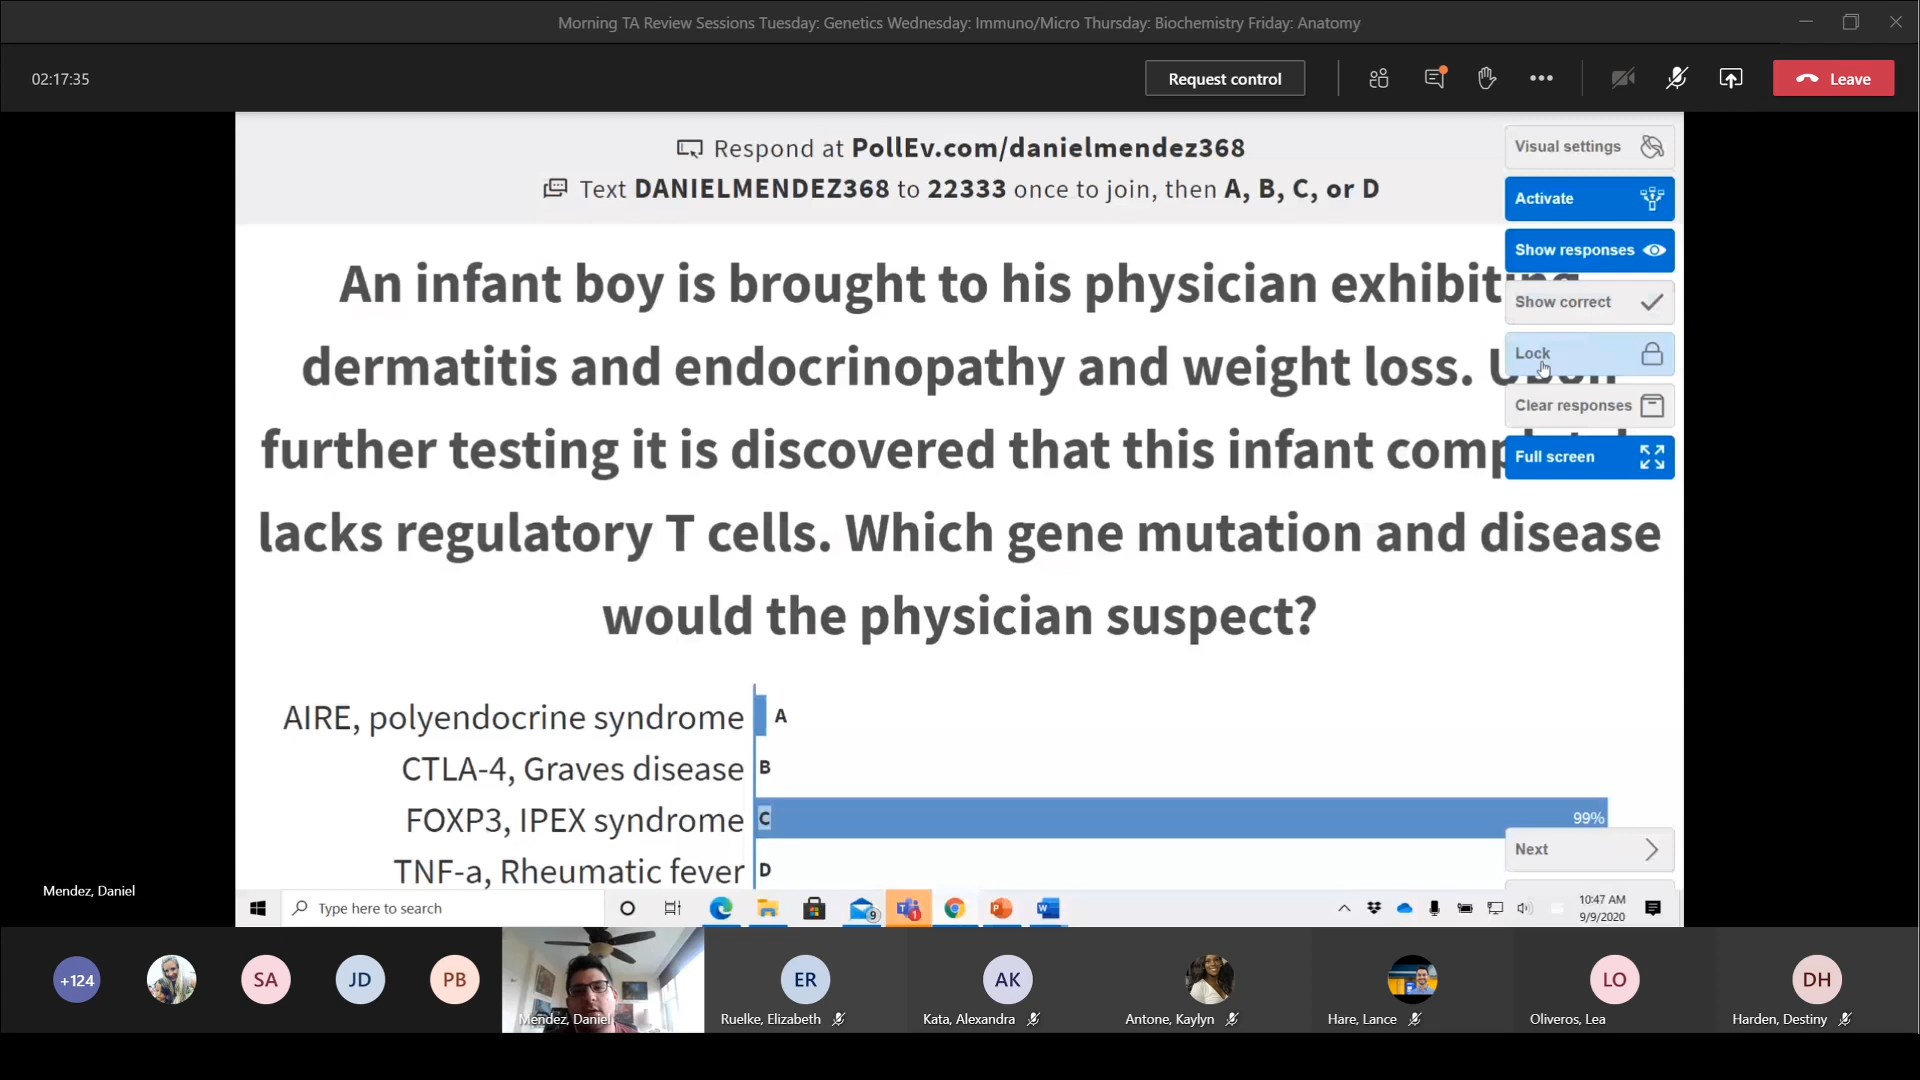 Morning TA Review Sessions Tuesday: Genetics Wednesday: Immuno/Micro Thursday: Biochemistry Friday: Anatomy
02:17:35
Request control
Leave
Respond at PollEv.com/danielmendez368
Text DANIELMENDEZ368 to 22333 once to join, then A, B, C, or D
Visual settings
Activate
Show responses
Show correct
Lock
Clear responses
Full screen
An infant boy is brought to his physician
dermatitis and endocrinopathy and weight loss.
further testing it is discovered that this infant
lacks regulatory T cells. Which gene mutation and disease
would the physician suspect?
AIRE, polyendocrine syndrome A
CTLA-4, Graves disease B
FOXP3, IPEX syndrome C 99%
TNF-a, Rheumatic fever D
Next
Mendez, Daniel
Type here to search
9
1
10:47 AM
9/9/2020
+124
SA
JD
PB
Mendez, Daniel
ER
Ruelke, Elizabeth
AK
Kata, Alexandra
Antone, Kaylyn
Hare, Lance
LO
Oliveros, Lea
DH
Harden, Destiny